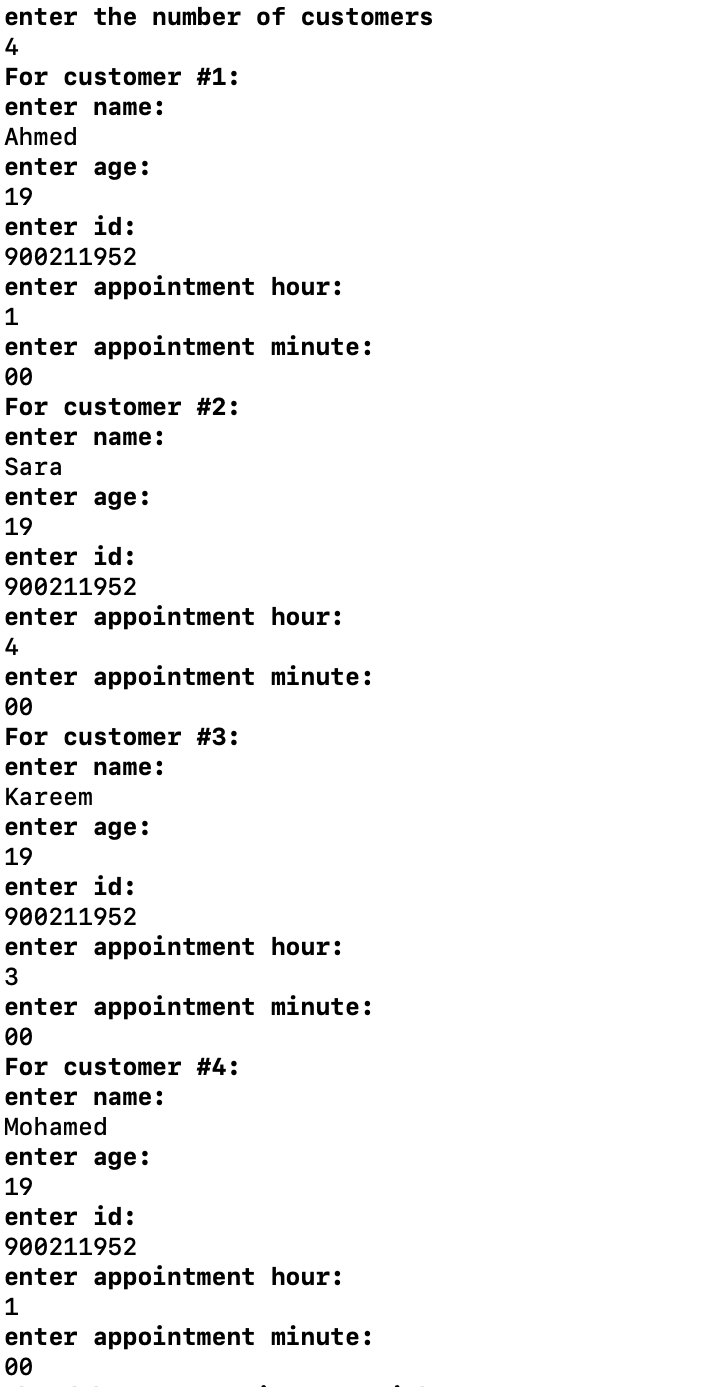 enter the number of customers
4
For customer #1:
enter name:
Ahmed
enter age:
19
enter id:
900211952
enter appointment hour:
1
enter appointment minute:
00
For customer #2:
enter name:
Sara
enter age:
19
enter id:
900211952
enter appointment hour:
4
enter appointment minute:
00
For customer #3:
enter name:
Kareem
enter age:
19
enter id:
900211952
enter appointment hour:
3
enter appointment minute:
00
For customer #4:
enter name:
Mohamed
enter age:
19
enter id:
900211952
enter appointment hour:
1
enter appointment minute:
00